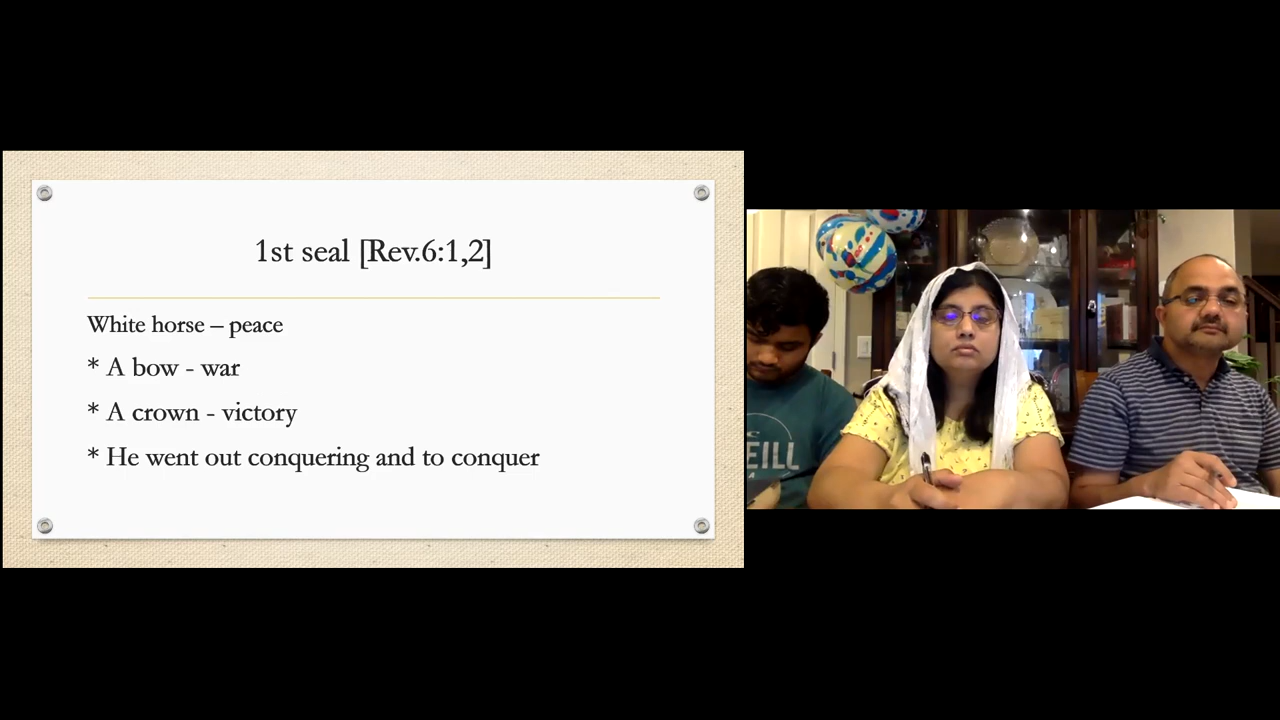 1st seal [Rev.6:1,2]
White horse – peace
* A bow - war
* A crown - victory
* He went out conquering and to conquer
EILL